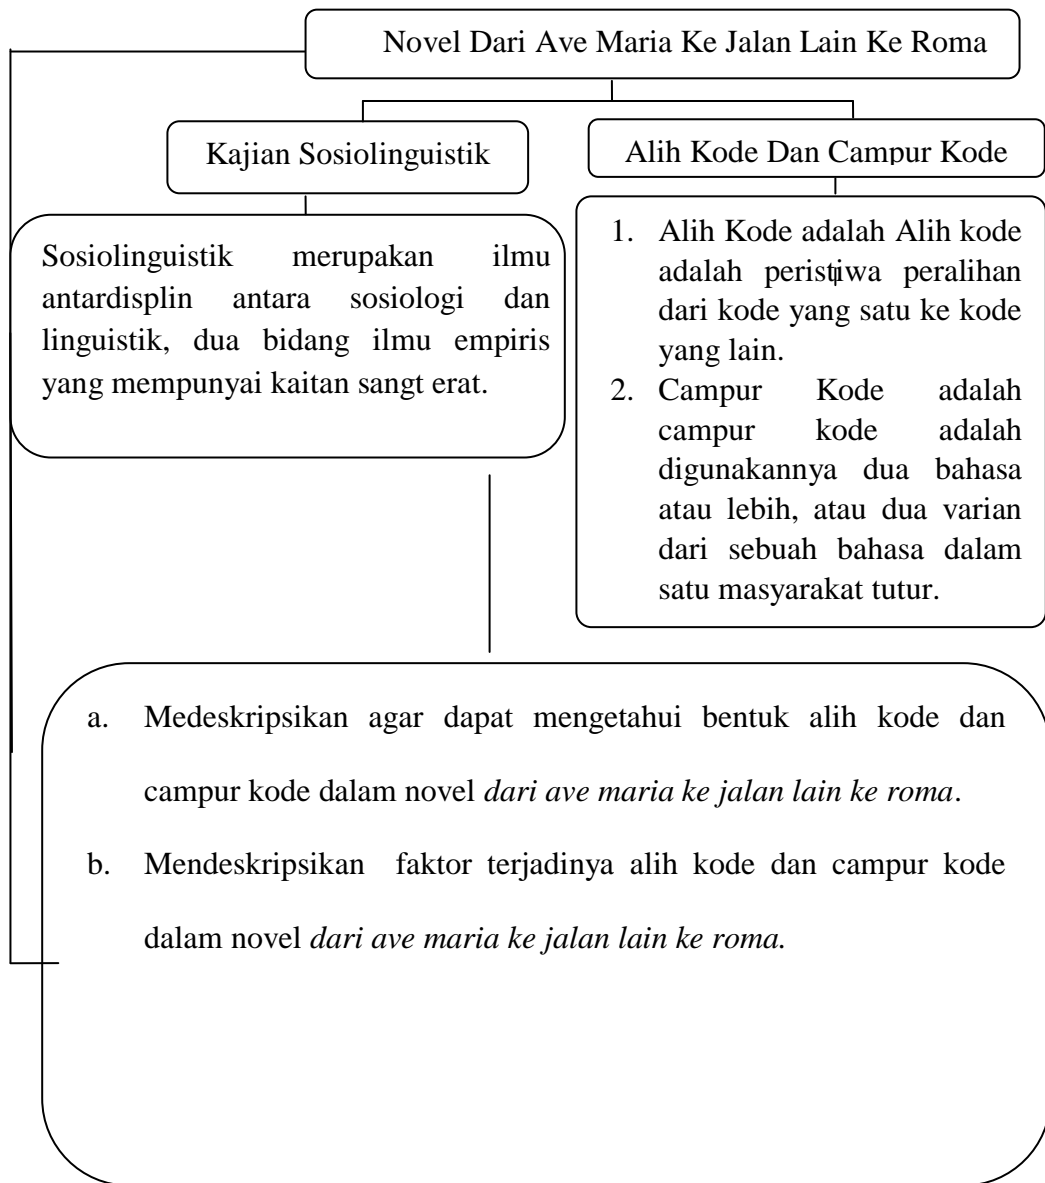 Novel Dari Ave Maria Ke Jalan Lain Ke Roma
Kajian Sosiolinguistik
Alih Kode Dan Campur Kode
Sosiolinguistik merupakan ilmu
antardisplin antara sosiologi dan
linguistik, dua bidang ilmu empiris
yang mempunyai kaitan sangt erat.
1. Alih Kode adalah Alih kode
adalah peristiwa peralihan
dari kode yang satu ke kode
yang lain.
2. Campur Kode adalah
campur kode adalah
digunakannya dua bahasa
atau lebih, atau dua varian
dari sebuah bahasa dalam
satu masyarakat tutur.
a. Medeskripsikan agar dapat mengetahui bentuk alih kode dan
campur kode dalam novel dari ave maria ke jalan lain ke roma.
b. Mendeskripsikan faktor terjadinya alih kode dan campur kode
dalam novel dari ave maria ke jalan lain ke roma.